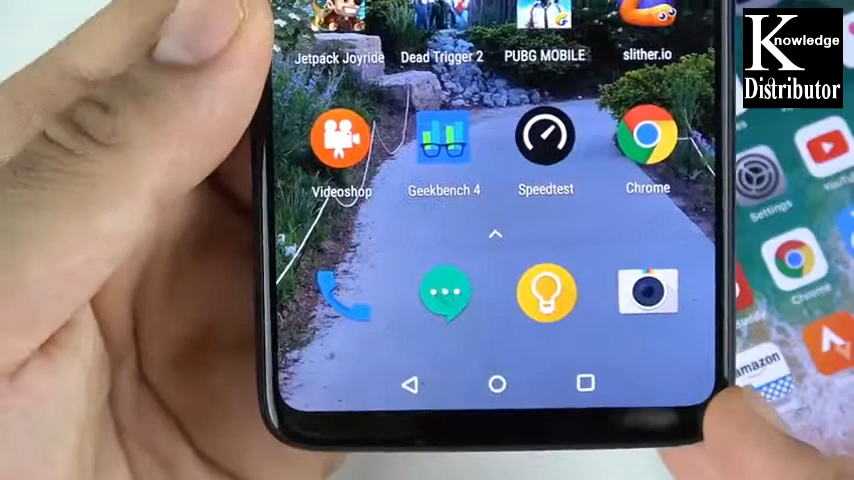 Knowledge
Distributor
Jetpack Joyride
Dead Trigger 2
PUBG MOBILE
slither.io
Videoshop
Geekbench 4
Speedtest
Chrome
Settings
Chrome
amazon